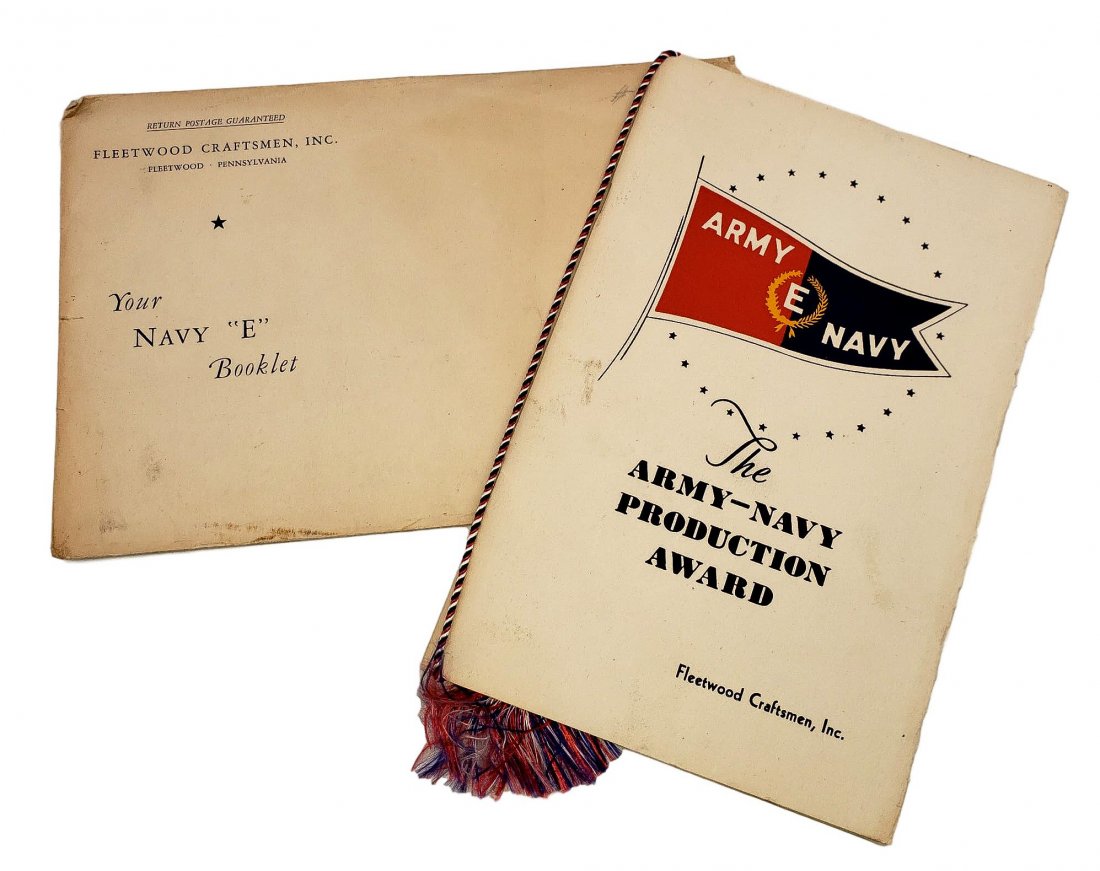 RETURN POSTAGE GUARANTEED
FLEETWOOD CRAFTSMEN, INC.
FLEETWOOD · PENNSYLVANIA
★
Your
NAVY "E"
Booklet
#
ARMY
E
NAVY
The
ARMY-NAVY
PRODUCTION
AWARD
Fleetwood Craftsmen, Inc.